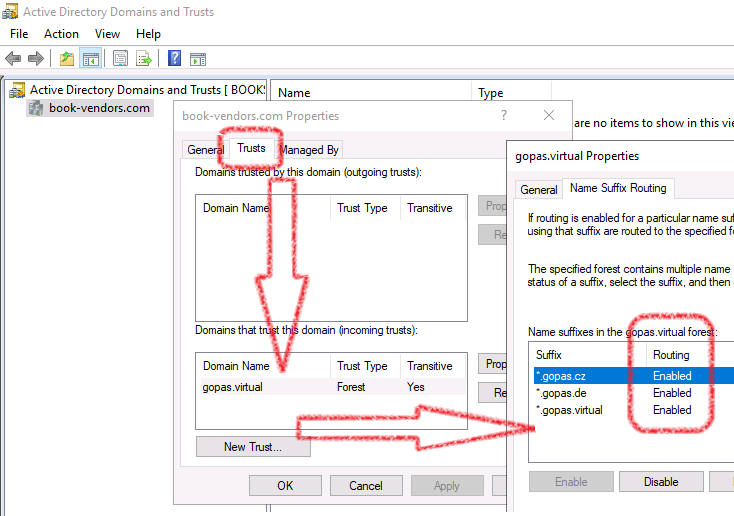 Active Directory Domains and Trusts
File Action View Help
Active Directory Domains and Trusts [ BOOKS
book-vendors.com
Name Type
are no items to show in this vie
book-vendors.com Properties ?
General Trusts Managed By
Domains trusted by this domain (outgoing trusts):
Domain Name Trust Type Transitive
Prop
Re
Domains that trust this domain (incoming trusts):
Domain Name Trust Type Transitive
gopas.virtual Forest Yes
Prop
Re
New Trust...
OK Cancel Apply
gopas.virtual Properties
General Name Suffix Routing
If routing is enabled for a particular name suf
using that suffix are routed to the specified f
The specified forest contains multiple name
status of a suffix, select the suffix, and then
Name suffixes in the gopas.virtual forest:
Suffix Routing
*.gopas.cz Enabled
*.gopas.de Enabled
*.gopas.virtual Enabled
Enable Disable